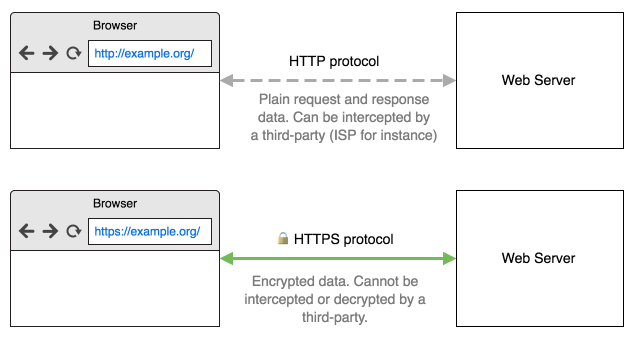 Browser
http://example.org/
HTTP protocol
Plain request and response
data. Can be intercepted by
a third-party (ISP for instance)
Web Server
Browser
https://example.org/
HTTPS protocol
Encrypted data. Cannot be
intercepted or decrypted by a
third-party.
Web Server